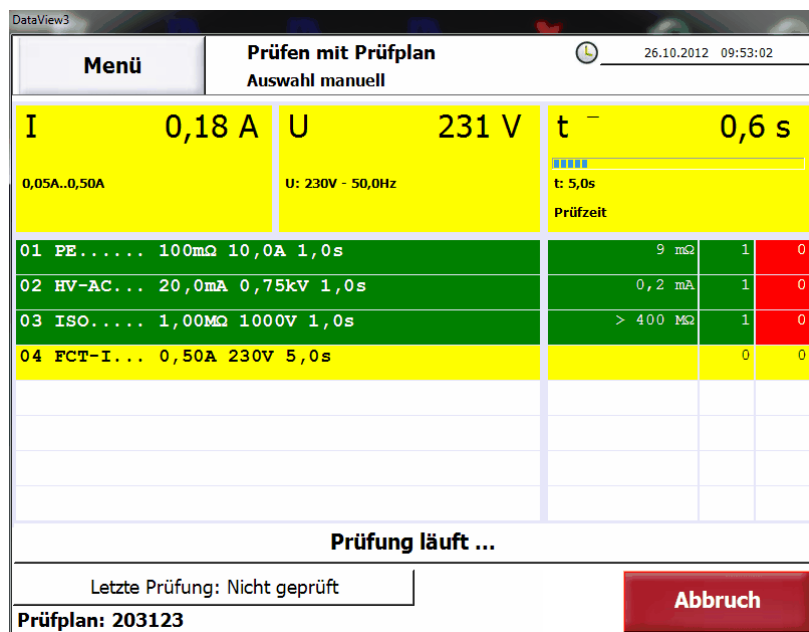 DataView3
Menü
Prüfen mit Prüfplan
Auswahl manuell
26.10.2012 09:53:02
I 0,18 A U 231 V t ‾ 0,6 s
0,05A..0,50A U: 230V - 50,0Hz t: 5,0s
Prüfzeit
01 PE...... 100mΩ 10,0A 1,0s 9 mΩ 1 0
02 HV-AC... 20,0mA 0,75kV 1,0s 0,2 mA 1 0
03 ISO..... 1,00MΩ 1000V 1,0s > 400 MΩ 1 0
04 FCT-I... 0,50A 230V 5,0s 0 0
Prüfung läuft ...
Letzte Prüfung: Nicht geprüft
Abbruch
Prüfplan: 203123